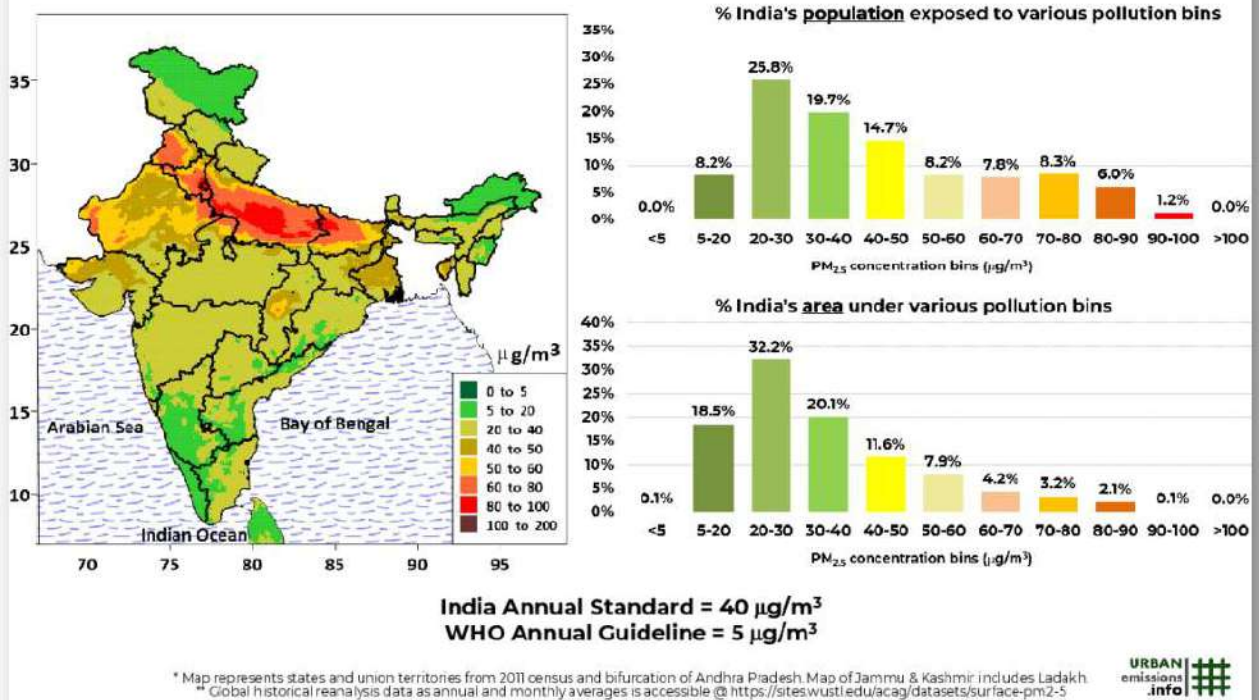 % India's population exposed to various pollution bins
35%
30%
25%
20%
15%
10%
5%
0%
0.0%
8.2%
25.8%
19.7%
14.7%
8.2%
7.8%
8.3%
6.0%
1.2%
0.0%
<5 5-20 20-30 30-40 40-50 50-60 60-70 70-80 80-90 90-100 >100
PM2.5 concentration bins (µg/m³)
% India's area under various pollution bins
40%
35%
30%
25%
20%
15%
10%
5%
0%
0.1%
18.5%
32.2%
20.1%
11.6%
7.9%
4.2%
3.2%
2.1%
0.1%
0.0%
<5 5-20 20-30 30-40 40-50 50-60 60-70 70-80 80-90 90-100 >100
PM2.5 concentration bins (µg/m³)
35
30
25
20
15
10
70 75 80 85 90 95
Arabian Sea
Bay of Bengal
Indian Ocean
µg/m³
0 to 5
5 to 20
20 to 40
40 to 50
50 to 60
60 to 80
80 to 100
100 to 200
India Annual Standard = 40 µg/m³
WHO Annual Guideline = 5 µg/m³
* Map represents states and union territories from 2011 census and bifurcation of Andhra Pradesh. Map of Jammu & Kashmir includes Ladakh.
** Global historical reanalysis data as annual and monthly averages is accessible @ https://sites.wustl.edu/acag/datasets/surface-pm2-5
URBAN
emissions
.info